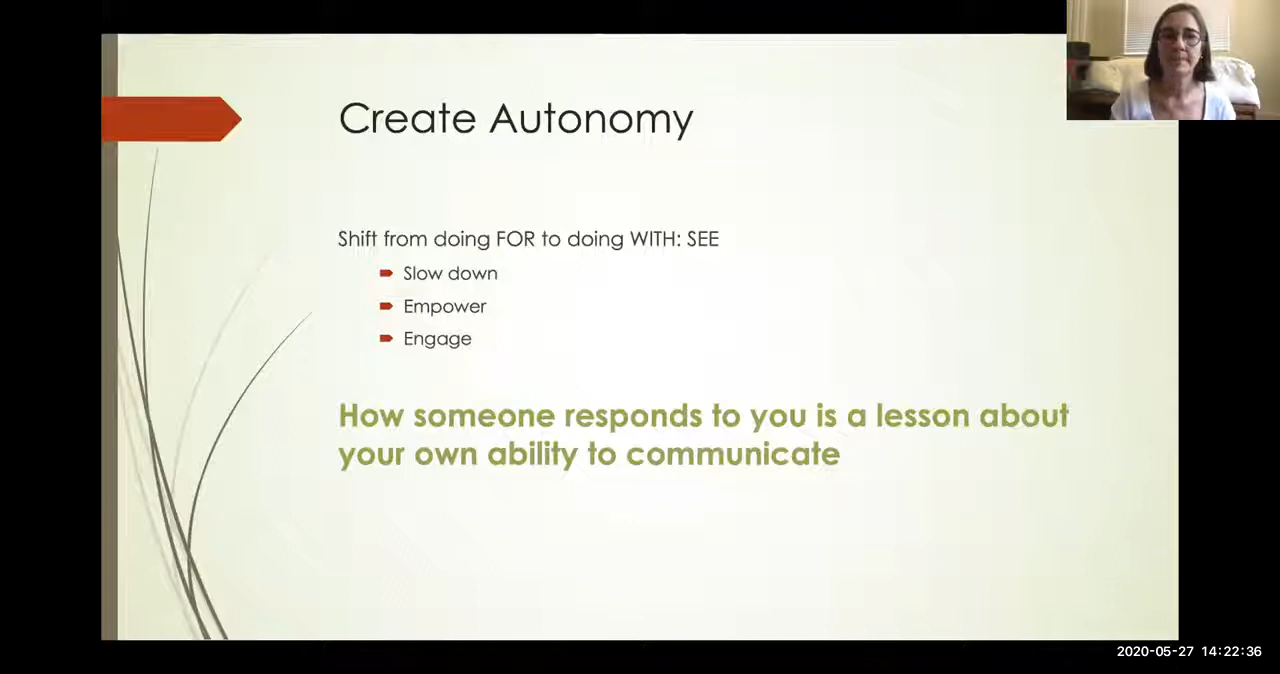 Create Autonomy
Shift from doing FOR to doing WITH: SEE
Slow down
Empower
Engage
How someone responds to you is a lesson about
your own ability to communicate
2020-05-27 14:22:36